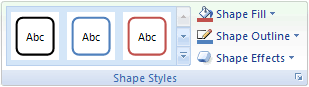 Abc Abc Abc
Shape Fill
Shape Outline
Shape Effects
Shape Styles